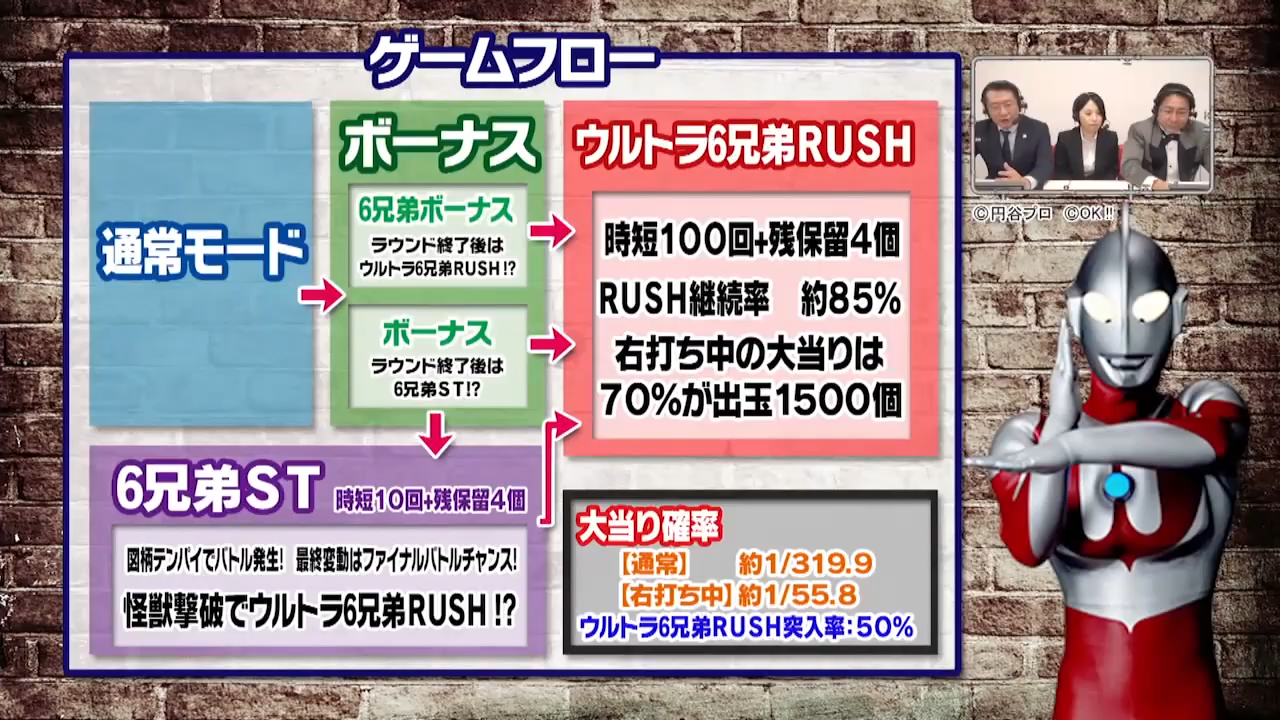 ゲームフロー
通常モード
ボーナス
6兄弟ボーナス
ラウンド終了後は
ウルトラ6兄弟RUSH!?
ボーナス
ラウンド終了後は
6兄弟ST!?
ウルトラ6兄弟RUSH
時短100回+残保留4個
RUSH継続率 約85%
右打ち中の大当りは
70%が出玉1500個
6兄弟ST 時短10回+残保留4個
図柄テンパイでバトル発生! 最終変動はファイナルバトルチャンス!
怪獣撃破でウルトラ6兄弟RUSH!?
大当り確率
【通常】 約1/319.9
【右打ち中】約1/55.8
ウルトラ6兄弟RUSH突入率:50%
©円谷プロ ©OK!!